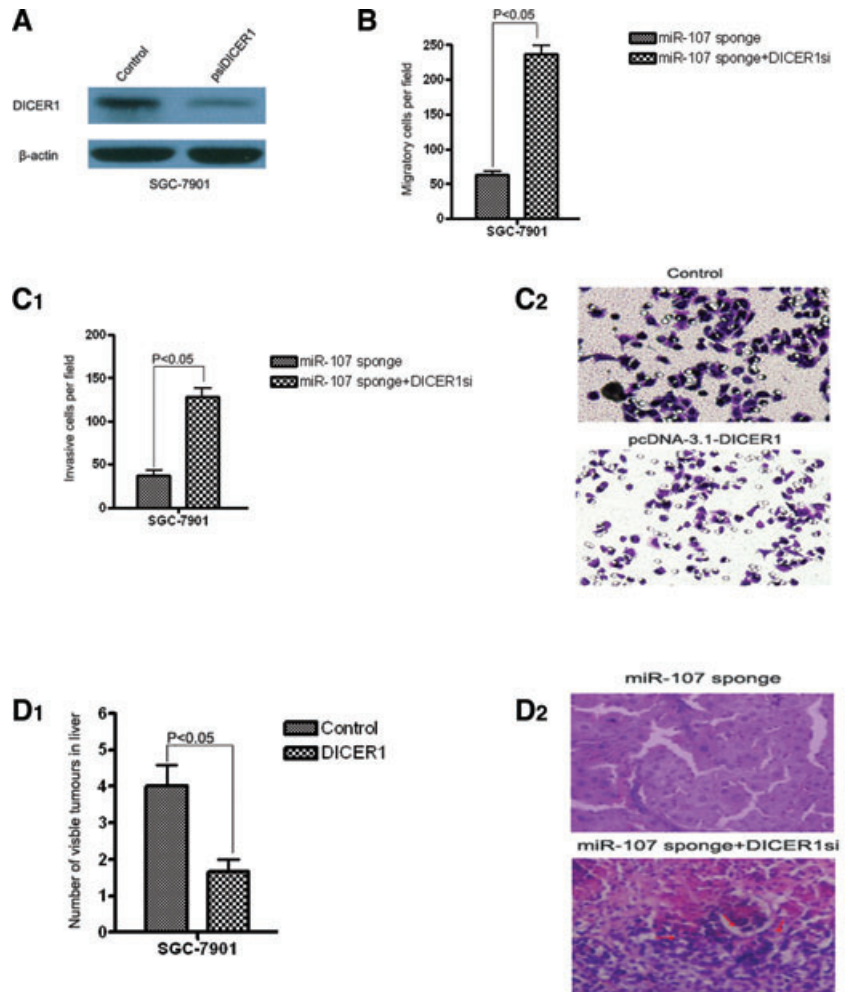 A
Control
psiDICER1
DICER1
β-actin
SGC-7901
B
P<0.05
miR-107 sponge
miR-107 sponge+DICER1si
Migratory cells per field
250
200
150
100
50
0
SGC-7901
C1
P<0.05
miR-107 sponge
miR-107 sponge+DICER1si
Invasive cells per field
200
150
100
50
0
SGC-7901
C2
Control
pcDNA-3.1-DICER1
D1
P<0.05
Control
DICER1
Number of visbie tumours in liver
6
5
4
3
2
1
0
SGC-7901
D2
miR-107 sponge
miR-107 sponge+DICER1si